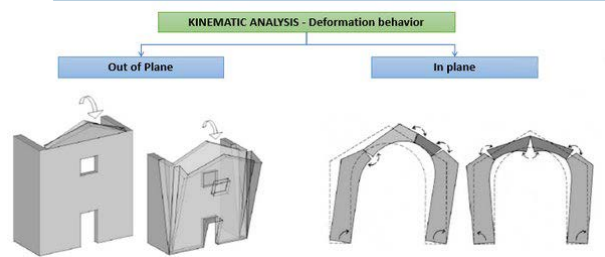 KINEMATIC ANALYSIS - Deformation behavior
Out of Plane
In plane